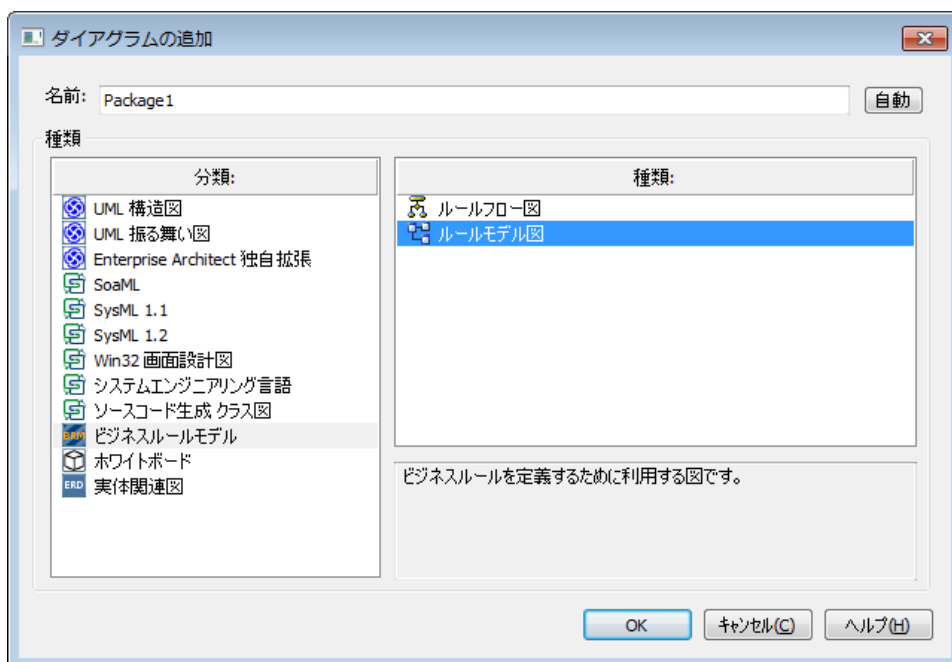 ダイアグラムの追加
名前: Package1 自動
種類
分類:
UML 構造図
UML 振る舞い図
Enterprise Architect 独自拡張
SoaML
SysML 1.1
SysML 1.2
Win32 画面設計図
システムエンジニアリング言語
ソースコード生成 クラス図
BRM ビジネスルールモデル
ホワイトボード
ERD 実体関連図
種類:
ルールフロー図
ルールモデル図
ビジネスルールを定義するために利用する図です。
OK キャンセル(C) ヘルプ(H)